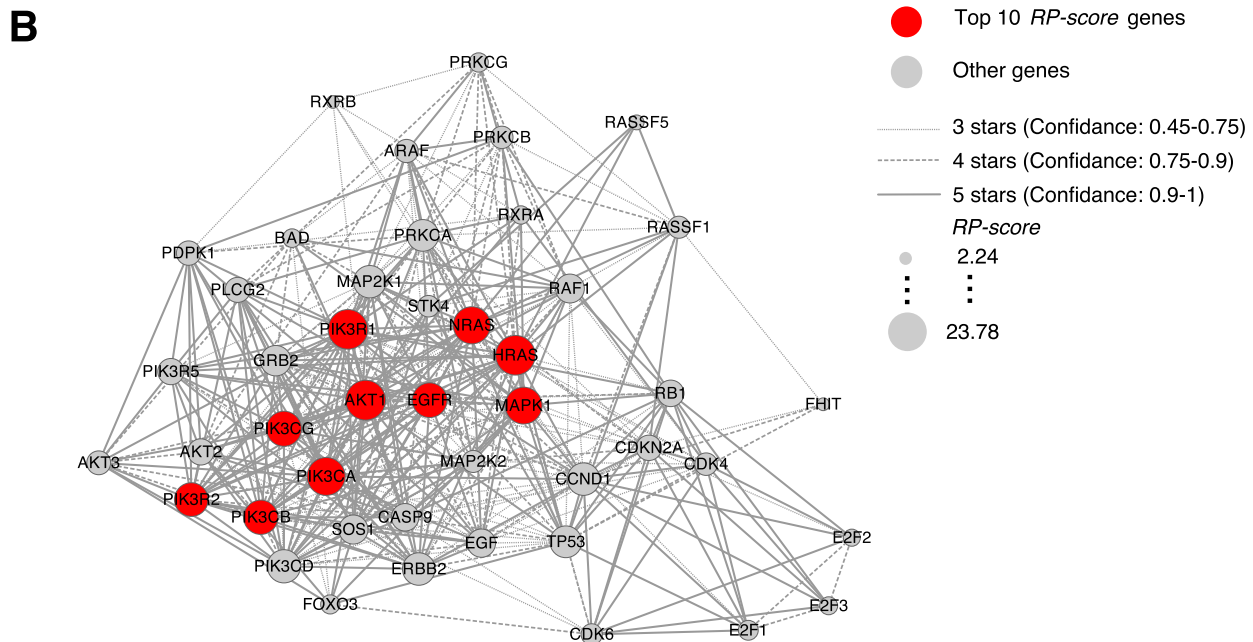 B
Top 10 RP-score genes
Other genes
3 stars (Confidance: 0.45-0.75)
4 stars (Confidance: 0.75-0.9)
5 stars (Confidance: 0.9-1)
RP-score
2.24
23.78
PRKCG
RXRB
RASSF5
PRKCB
ARAF
RXRA
RASSF1
PRKCA
BAD
PDPK1
MAP2K1
PLCG2
RAF1
STK4
NRAS
PIK3R1
HRAS
GRB2
PIK3R5
RB1
AKT1
EGFR
MAPK1
FHIT
PIK3CG
CDKN2A
AKT2
AKT3
MAP2K2
CDK4
PIK3CA
CCND1
PIK3R2
PIK3CB
CASP9
SOS1
E2F2
EGF
TP53
PIK3CD
ERBB2
FOXO3
E2F3
E2F1
CDK6